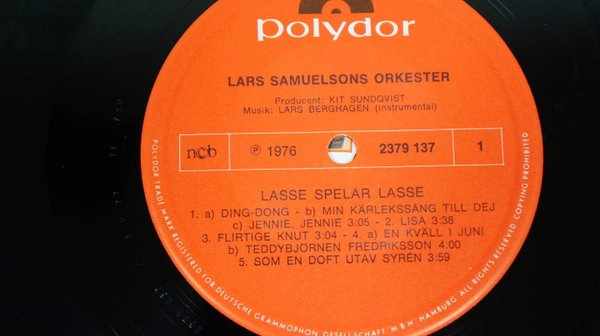 polydor
LARS SAMUELSONS ORKESTER
Producent: KIT SUNDQVIST
Musik: LARS BERGHAGEN (Instrumental)
ncb
℗ 1976
2379 137
1
LASSE SPELAR LASSE
1. a) DING-DONG - b) MIN KÄRLEKSSÅNG TILL DEJ
c) JENNIE, JENNIE 3:05 - 2. LISA 3:38
3. FLIRTIGE KNUT 3:04 - 4. a) EN KVÄLL I JUNI
b) TEDDYBJÖRNEN FREDRIKSSON 4:00
5. SOM EN DOFT UTAV SYRÉN 3:59
POLYDOR TRADE MARK REGISTERED FOR DEUTSCHE GRAMMOPHON GESELLSCHAFT M·B·H HAMBURG ALL RIGHTS RESERVED COPYRIGHT COPYING PROHIBITED